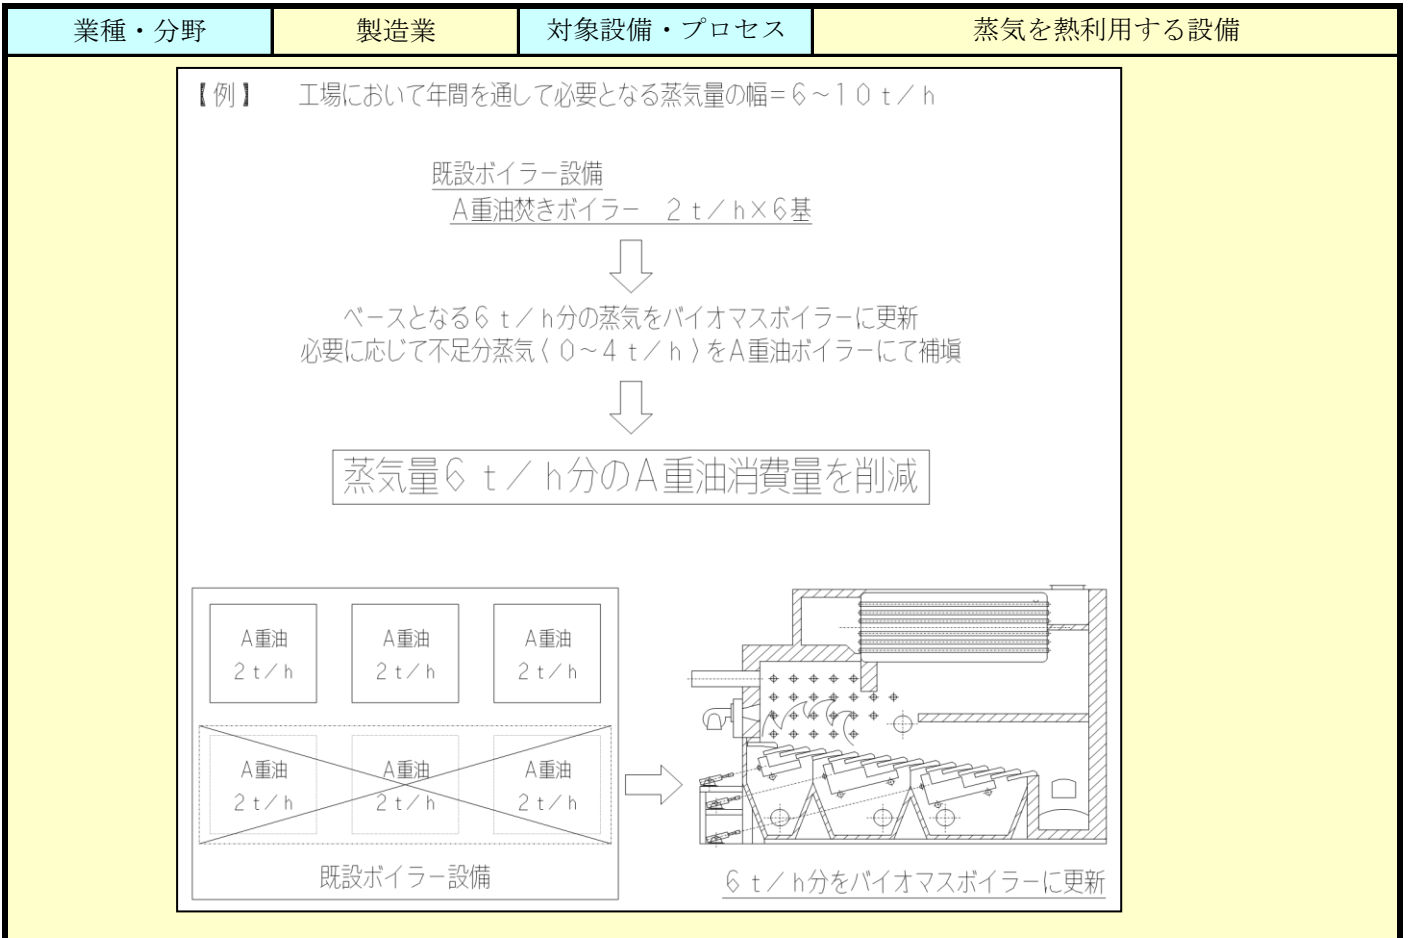 業種・分野 製造業 対象設備・プロセス 蒸気を熱利用する設備
【例】 工場において年間を通して必要となる蒸気量の幅=6~10t/h
既設ボイラー設備
A重油焚きボイラー 2t/h×6基
ベースとなる6t/h分の蒸気をバイオマスボイラーに更新
必要に応じて不足分蒸気(0~4t/h)をA重油ボイラーにて補填
蒸気量6t/h分のA重油消費量を削減
A重油 A重油 A重油
2t/h 2t/h 2t/h
A重油 A重油 A重油
2t/h 2t/h 2t/h
既設ボイラー設備
6t/h分をバイオマスボイラーに更新